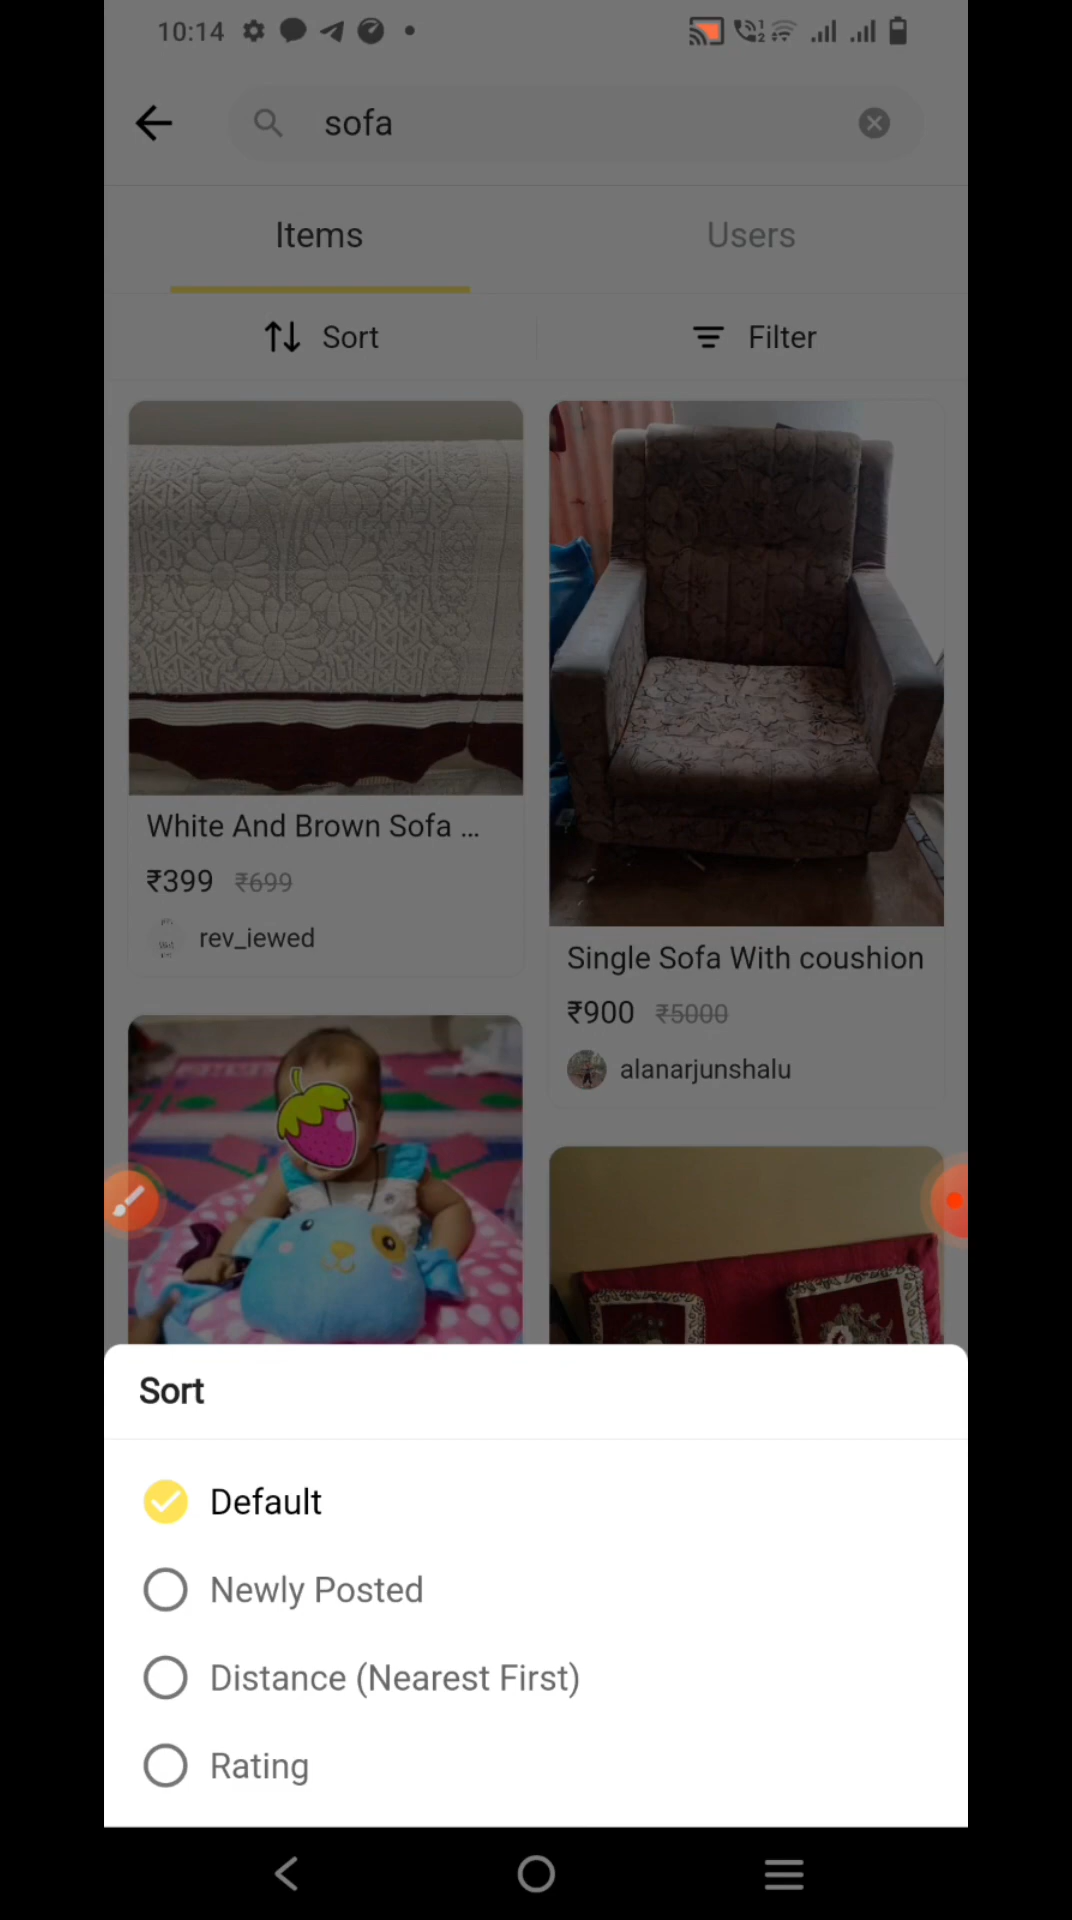 10:14
sofa
Items
Users
Sort
Filter
White And Brown Sofa ...
₹399 ₹699
rev_iewed
Single Sofa With coushion
₹900 ₹5000
alanarjunshalu
Sort
Default
Newly Posted
Distance (Nearest First)
Rating